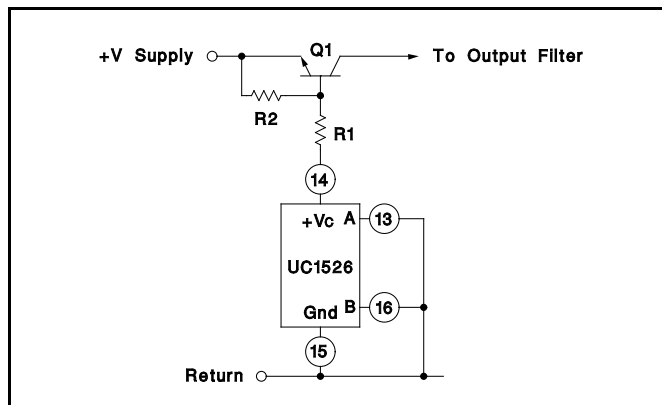 Q1
+V Supply
To Output Filter
R2
R1
14
+Vc
A
13
UC1526
Gnd
B
16
15
Return